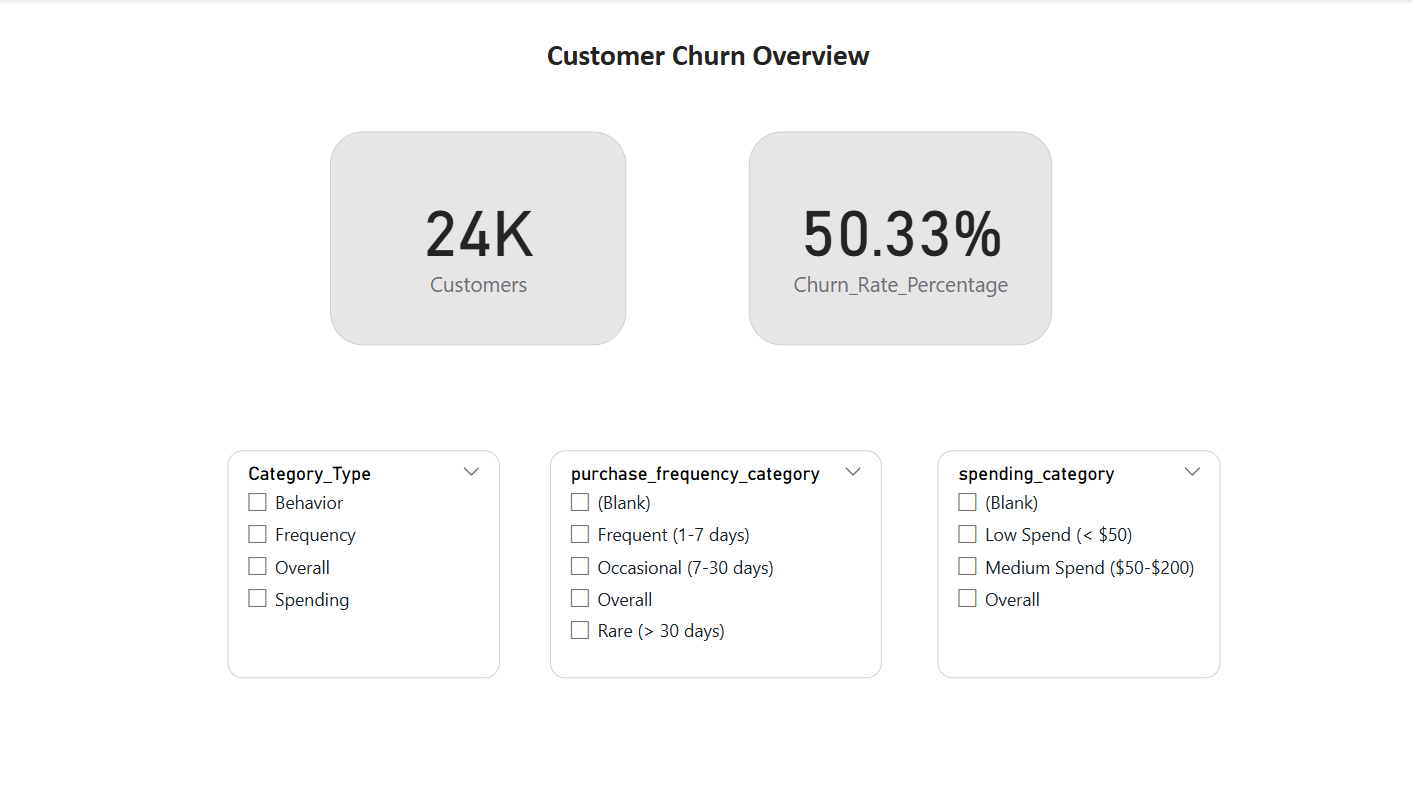 Customer Churn Overview
24K
Customers
50.33%
Churn_Rate_Percentage
Category_Type
Behavior
Frequency
Overall
Spending
purchase_frequency_category
(Blank)
Frequent (1-7 days)
Occasional (7-30 days)
Overall
Rare (> 30 days)
spending_category
(Blank)
Low Spend (< $50)
Medium Spend ($50-$200)
Overall